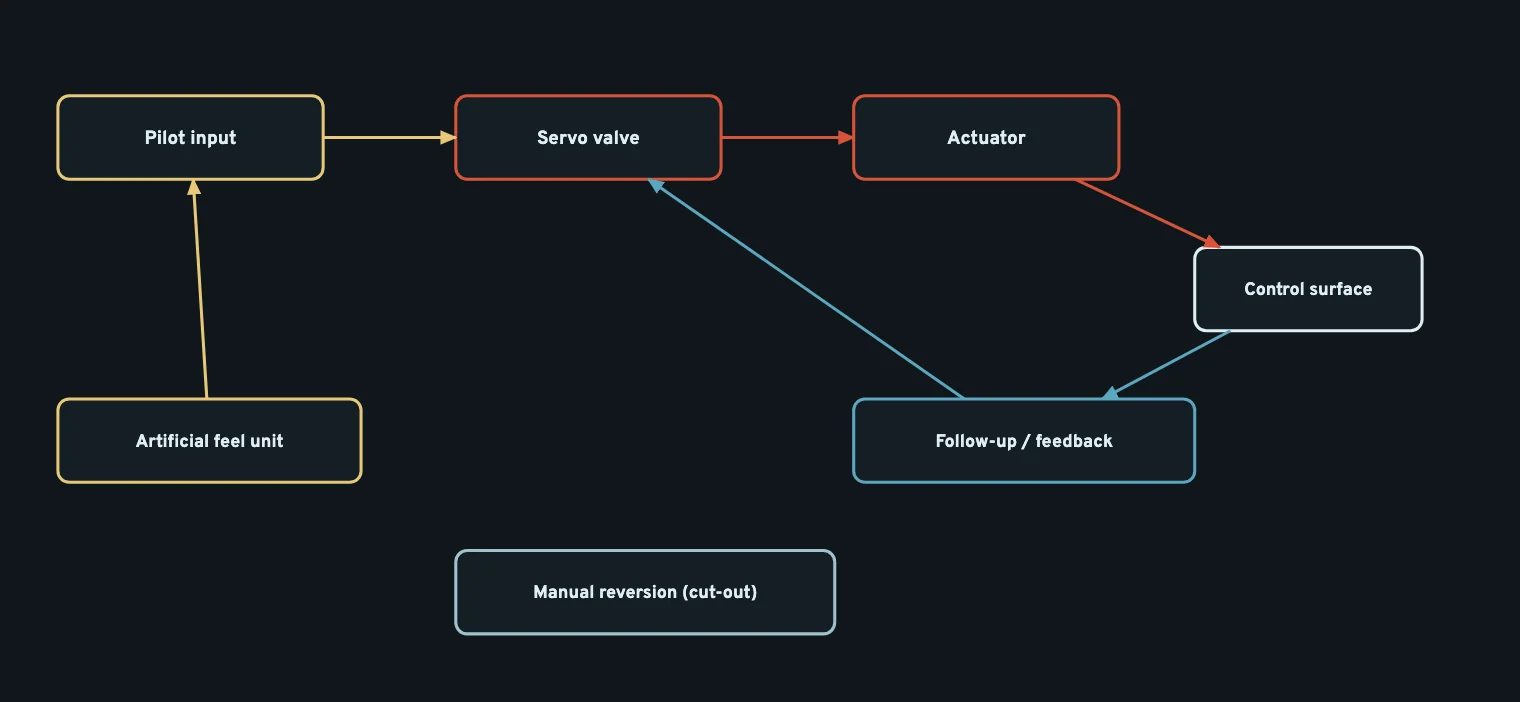 Pilot input
Servo valve
Actuator
Control surface
Artificial feel unit
Follow-up / feedback
Manual reversion (cut-out)